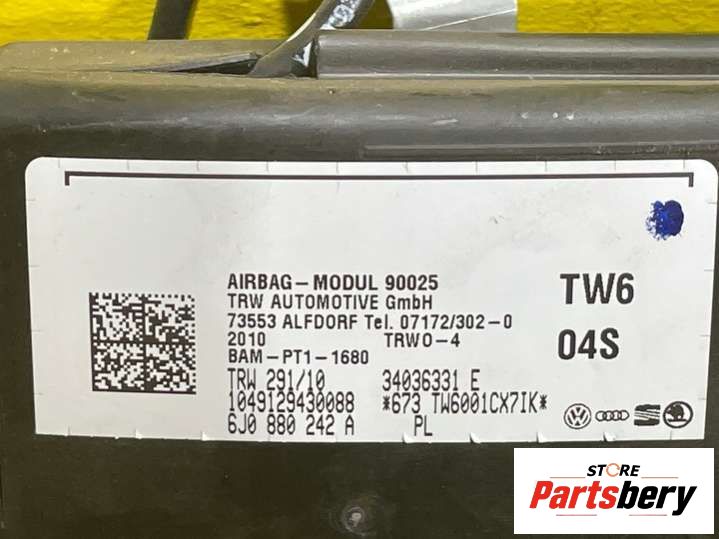 AIRBAG-MODUL 90025
TRW AUTOMOTIVE GmbH
73553 ALFDORF Tel. 07172/302-0
2010 TRWO-4
BAM-PT1-1680
TRW 291/10 34036331 E
1049129430088 *673 TW6001CX7IK*
6J0 880 242 A PL
TW6
04S
STORE
Partsbery